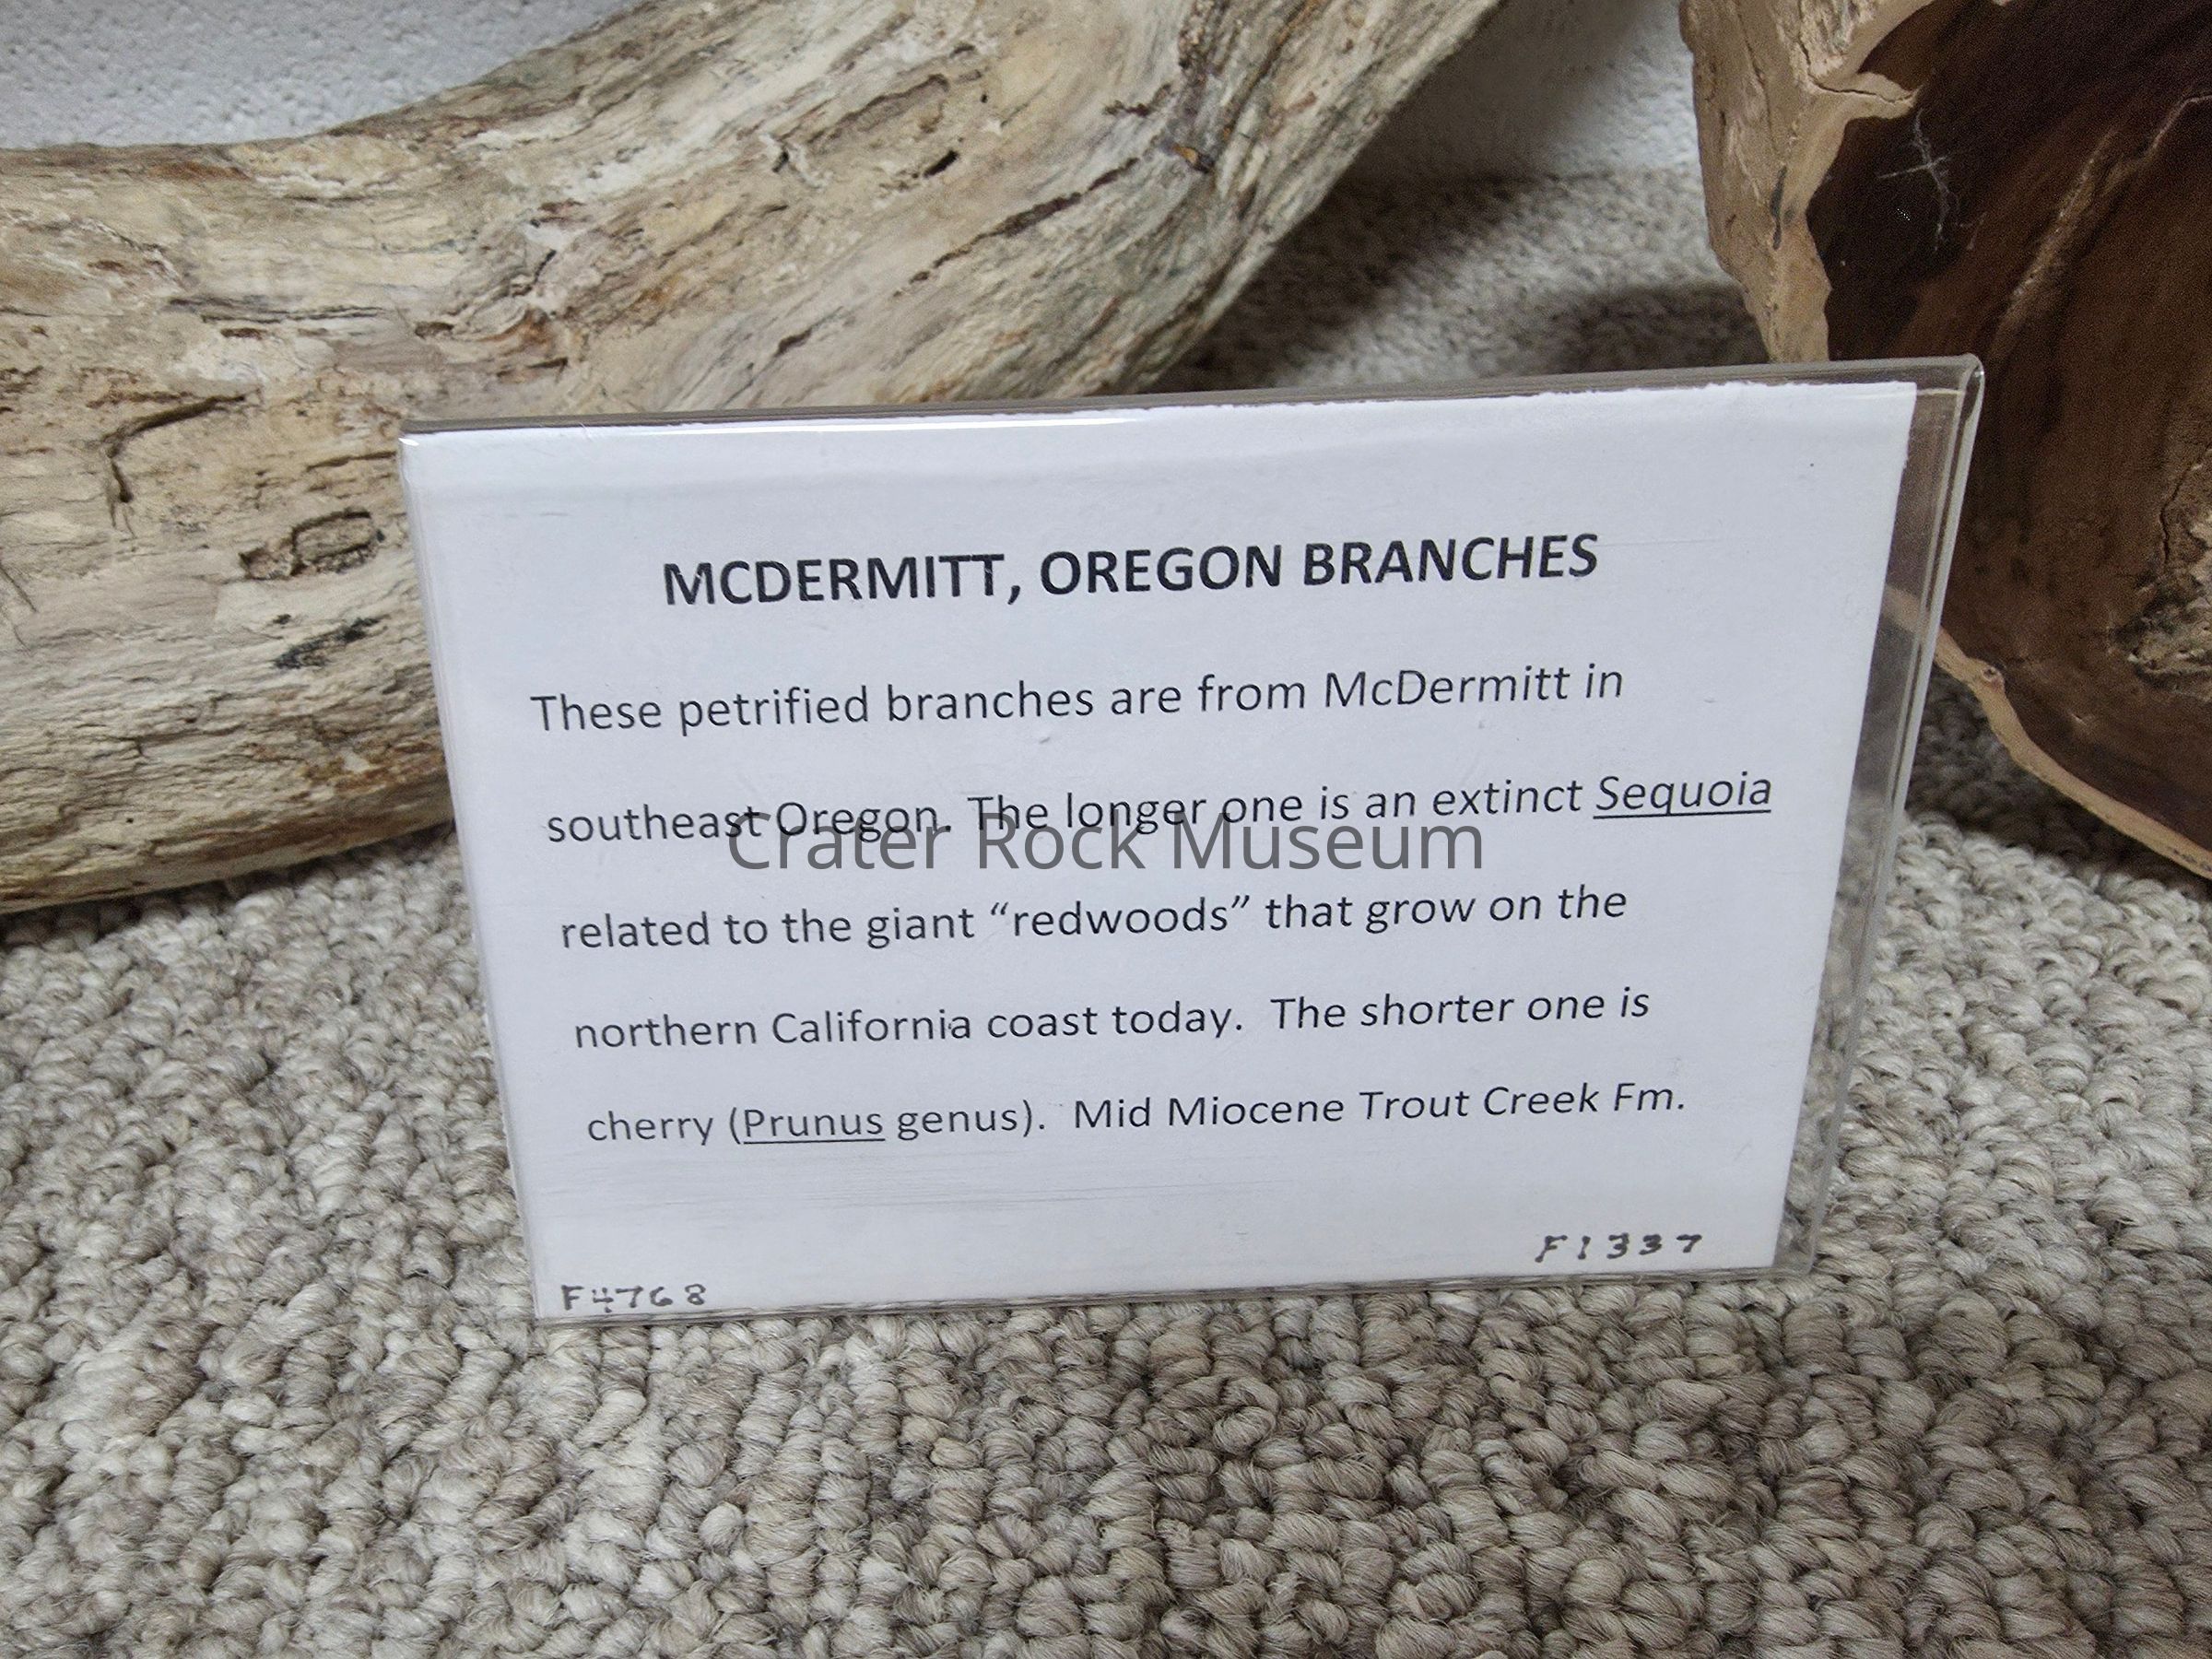 MCDERMITT, OREGON BRANCHES
These petrified branches are from McDermitt in
southeast Oregon. The longer one is an extinct Sequoia
Crater Rock Museum
related to the giant “redwoods” that grow on the
northern California coast today. The shorter one is
cherry (Prunus genus). Mid Miocene Trout Creek Fm.
F1337
F4768